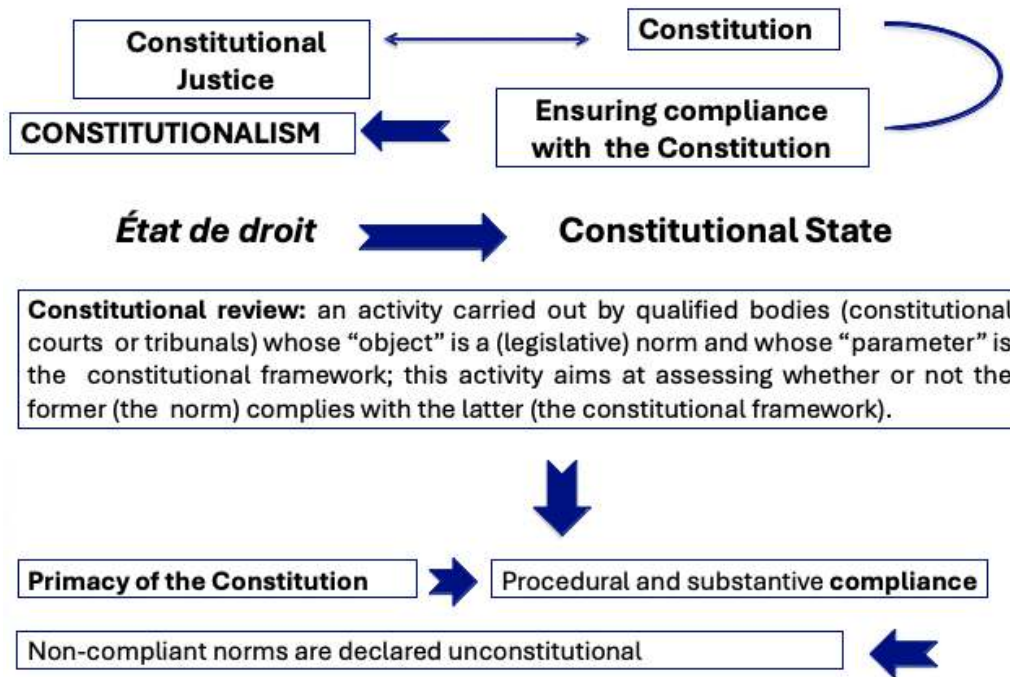 Constitutional
Justice
Constitution
CONSTITUTIONALISM
Ensuring compliance
with the Constitution
État de droit
Constitutional State
Constitutional review: an activity carried out by qualified bodies (constitutional
courts or tribunals) whose “object” is a (legislative) norm and whose “parameter” is
the constitutional framework; this activity aims at assessing whether or not the
former (the norm) complies with the latter (the constitutional framework).
Primacy of the Constitution
Procedural and substantive compliance
Non-compliant norms are declared unconstitutional